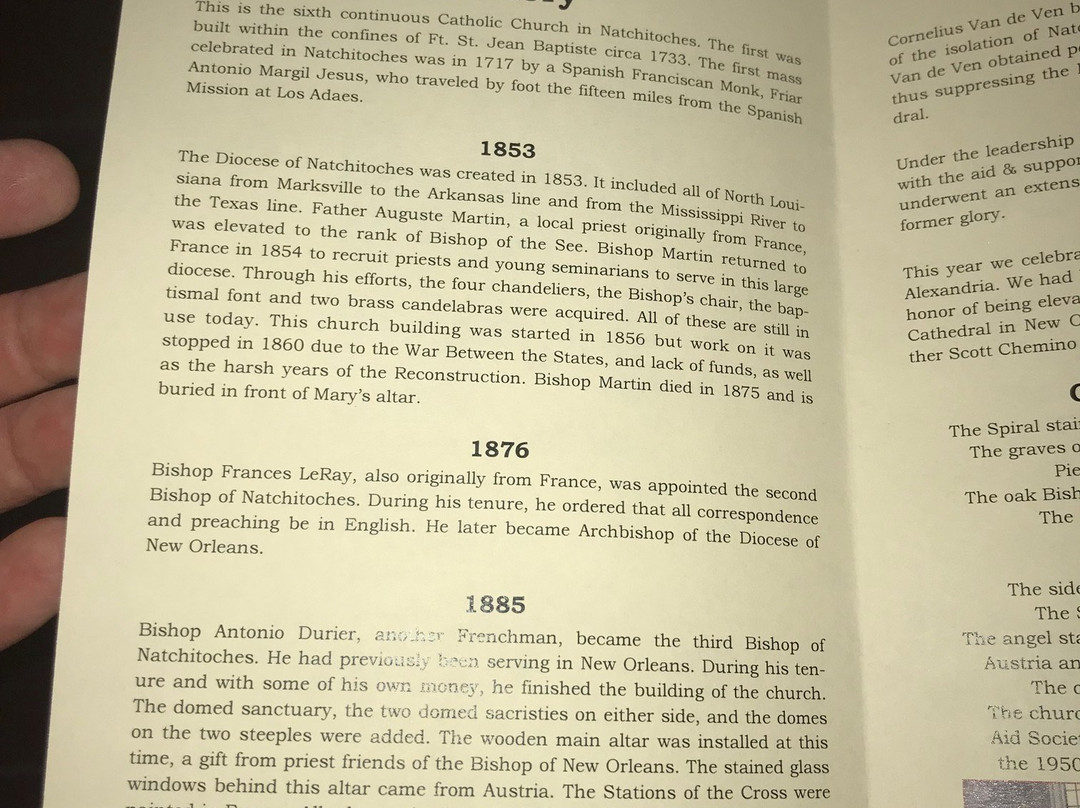 This is the sixth continuous Catholic Church in Natchitoches. The first was
built within the confines of Ft. St. Jean Baptiste circa 1733. The first mass
celebrated in Natchitoches was in 1717 by a Spanish Franciscan Monk, Friar
Antonio Margil Jesus, who traveled by foot the fifteen miles from the Spanish
Mission at Los Adaes.
1853
The Diocese of Natchitoches was created in 1853. It included all of North Loui-
siana from Marksville to the Arkansas line and from the Mississippi River to
the Texas line. Father Auguste Martin, a local priest originally from France,
was elevated to the rank of Bishop of the See. Bishop Martin returned to
France in 1854 to recruit priests and young seminarians to serve in this large
diocese. Through his efforts, the four chandeliers, the Bishop's chair, the bap-
tismal font and two brass candelabras were acquired. All of these are still in
use today. This church building was started in 1856 but work on it was
stopped in 1860 due to the War Between the States, and lack of funds, as well
as the harsh years of the Reconstruction. Bishop Martin died in 1875 and is
buried in front of Mary's altar.
1876
Bishop Frances LeRay, also originally from France, was appointed the second
Bishop of Natchitoches. During his tenure, he ordered that all correspondence
and preaching be in English. He later became Archbishop of the Diocese of
New Orleans.
1885
Bishop Antonio Durier, another Frenchman, became the third Bishop of
Natchitoches. He had previously been serving in New Orleans. During his ten-
ure and with some of his own money, he finished the building of the church.
The domed sanctuary, the two domed sacristies on either side, and the domes
on the two steeples were added. The wooden main altar was installed at this
time, a gift from priest friends of the Bishop of New Orleans. The stained glass
windows behind this altar came from Austria. The Stations of the Cross were
Cornelius Van de Ven
of the isolation of
Van de Ven obtained
thus suppressing the
dral.
Under the leadership
with the aid &
underwent an
former glory.
This year we
Alexandria. We had
honor of being
Cathedral in New
ther Scott Chemino
The Spiral
The graves
The oak
The
The side
The
The angel
Austria
The
The
Aid
the 1950